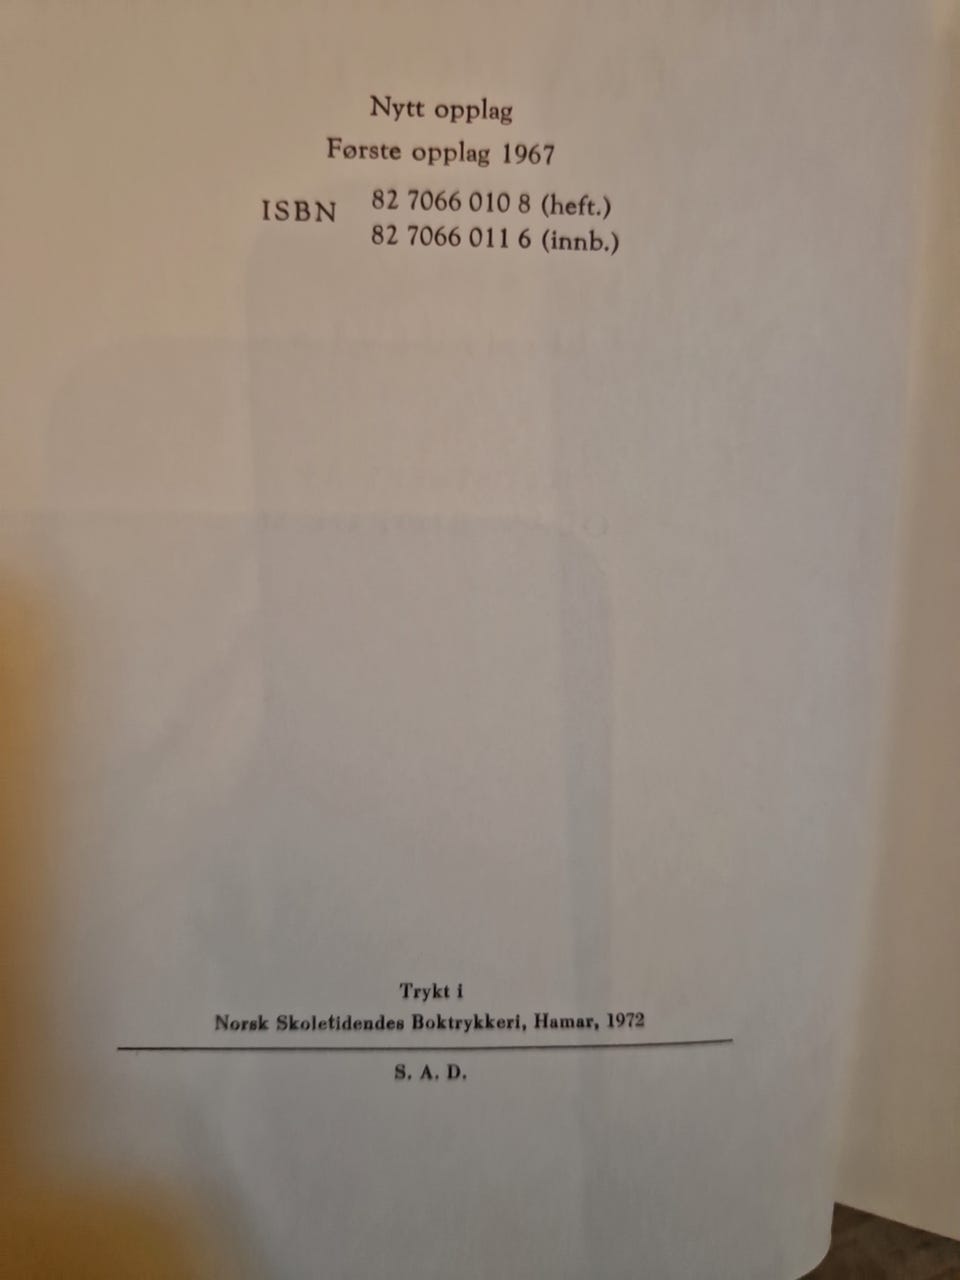 Nytt opplag
Første opplag 1967
ISBN 82 7066 010 8 (heft.)
82 7066 011 6 (innb.)
Trykt i
Norsk Skoletidendes Boktrykkeri, Hamar, 1972
S. A. D.